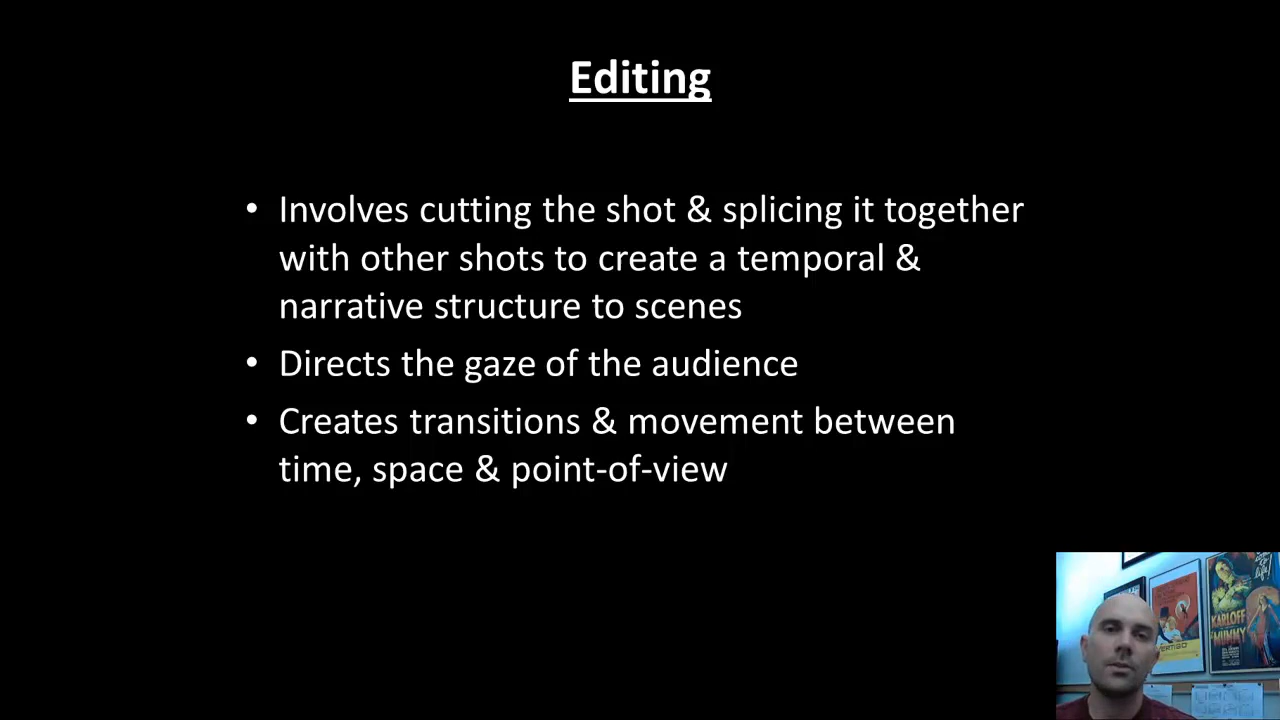 Editing
• Involves cutting the shot & splicing it together
with other shots to create a temporal &
narrative structure to scenes
• Directs the gaze of the audience
• Creates transitions & movement between
time, space & point-of-view
KARLOFF
MUMMY